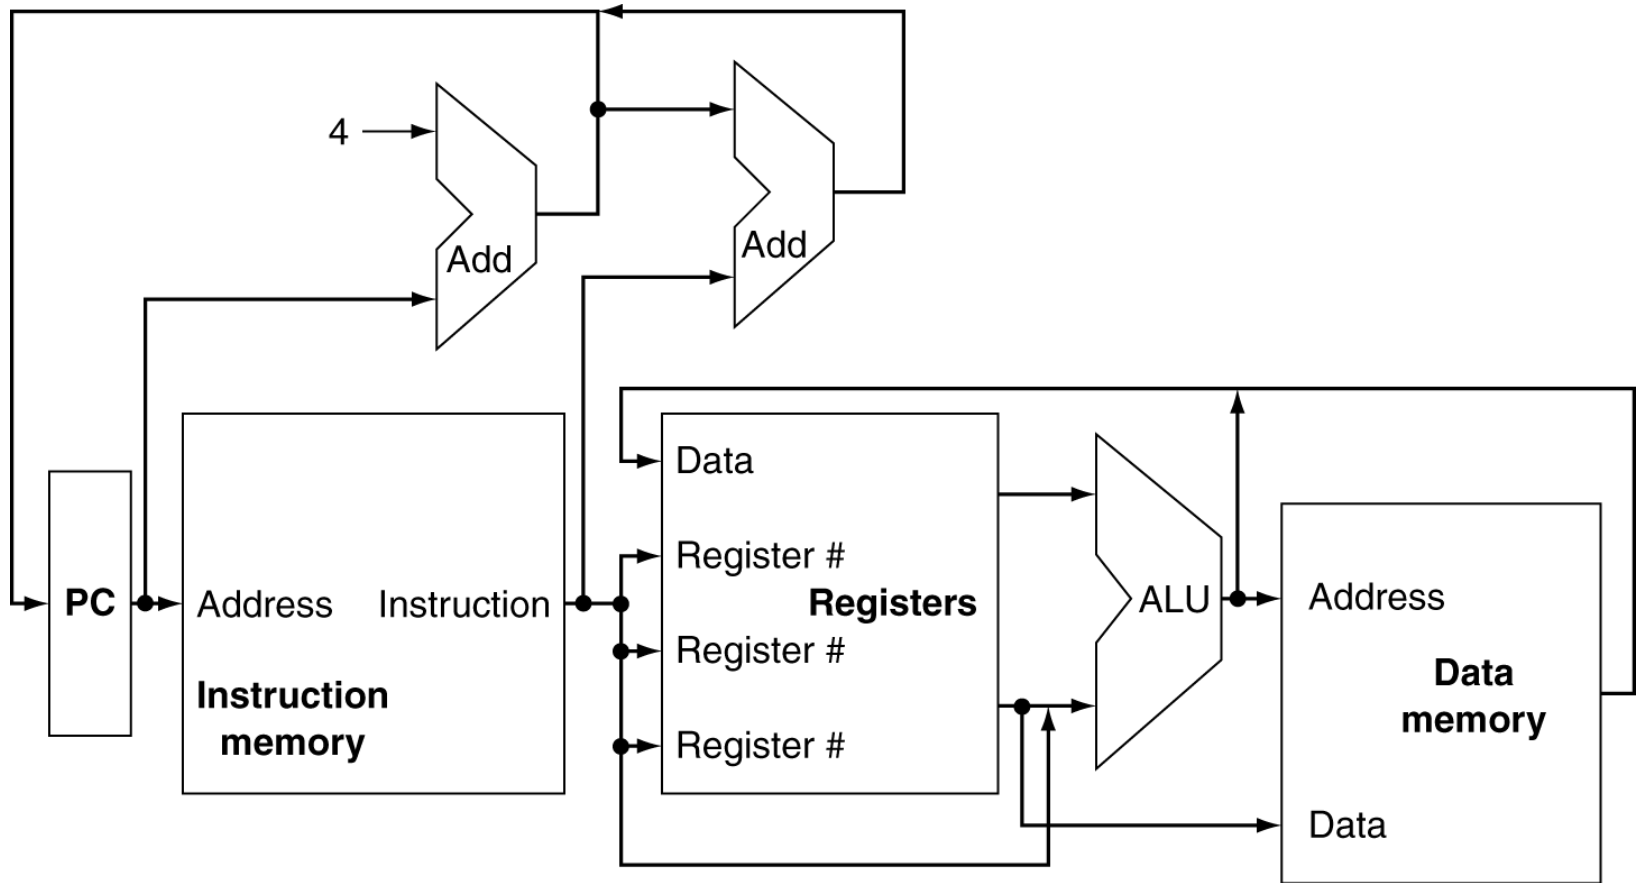 4
Add
Add
Data
Register #
Registers
Register #
Register #
PC
Address
Instruction
Instruction
memory
ALU
Address
Data
memory
Data